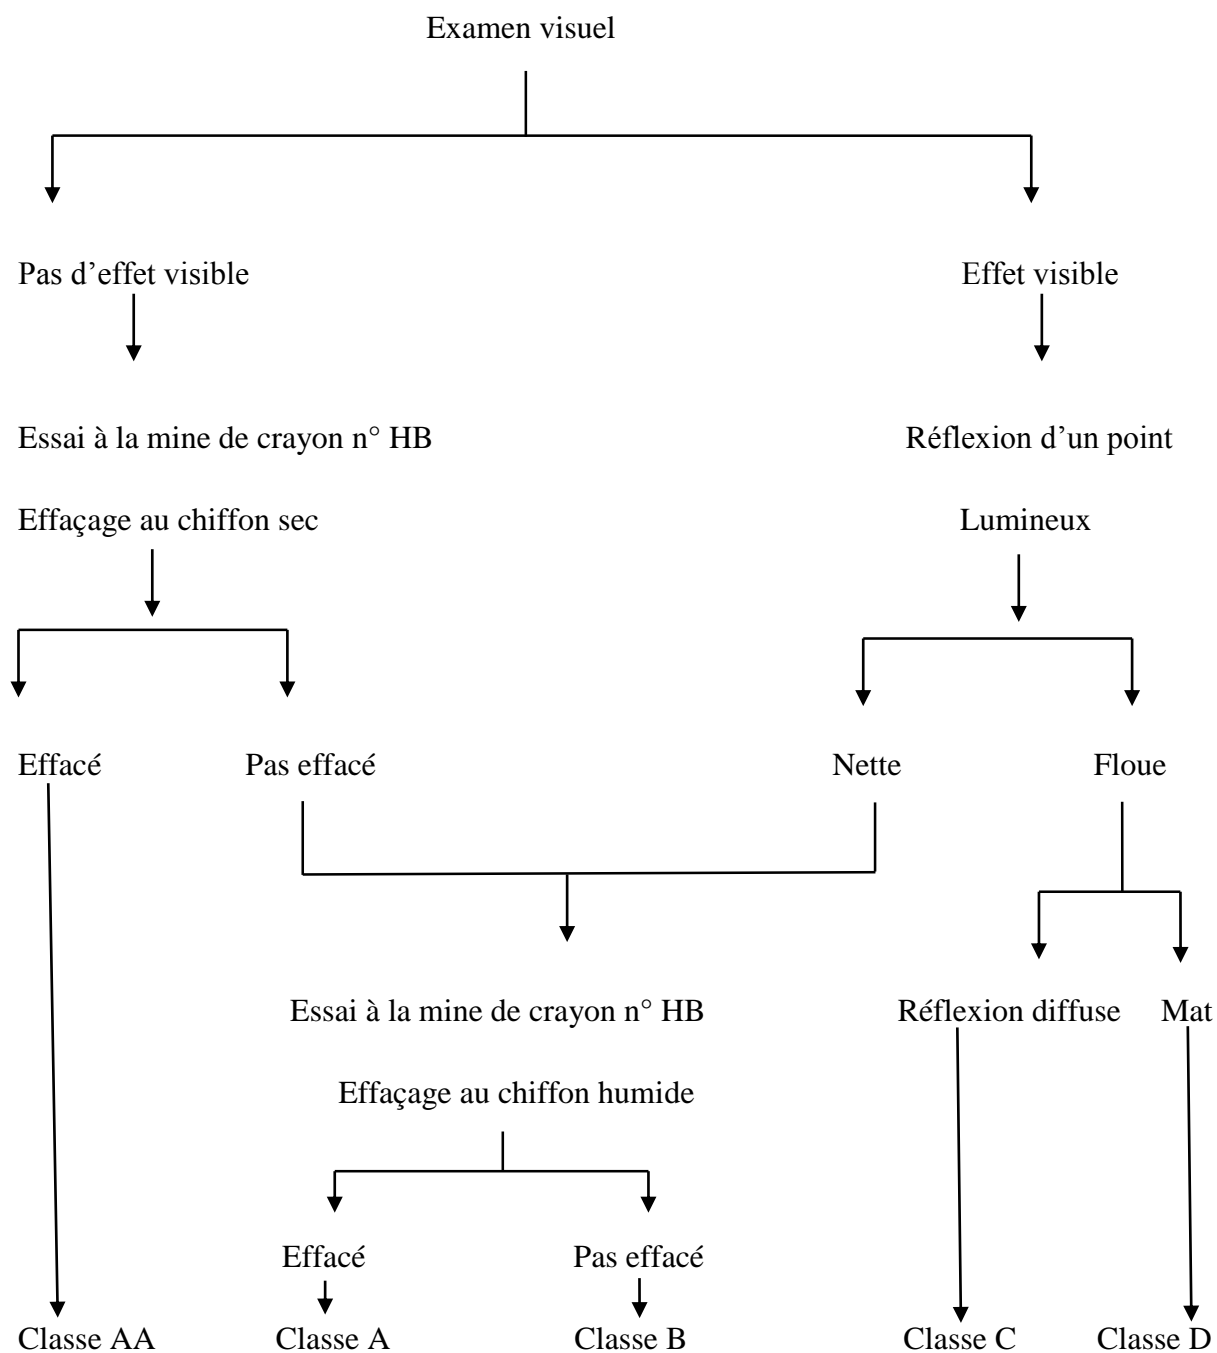 Examen visuel
Pas d’effet visible
Effet visible
Essai à la mine de crayon n° HB
Réflexion d’un point
Effaçage au chiffon sec
Lumineux
Effacé
Pas effacé
Nette
Floue
Essai à la mine de crayon n° HB
Réflexion diffuse
Mat
Effaçage au chiffon humide
Effacé
Pas effacé
Classe AA
Classe A
Classe B
Classe C
Classe D